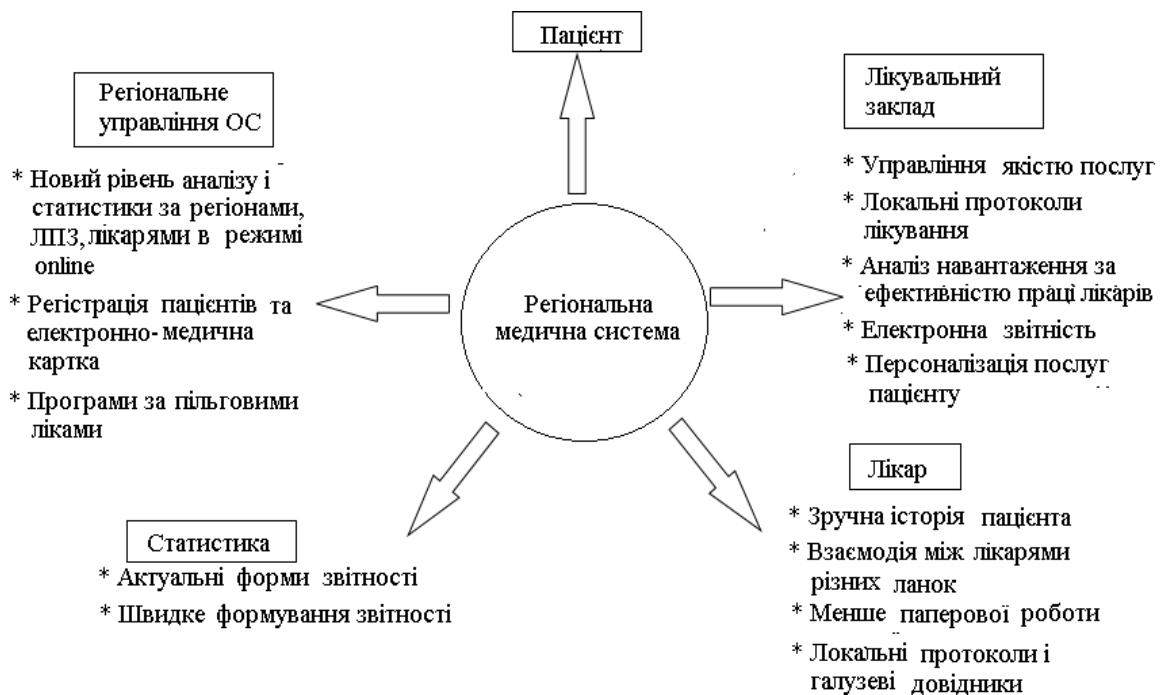 Пацієнт
Регіональне
управління ОС
* Новий рівень аналізу і
статистики за регіонами,
ЛПЗ, лікарями в режимі
online
* Регістрація пацієнтів та
електронно-медична
картка
* Програми за пільговими
ліками
Регіональна
медична система
Лікувальний
заклад
* Управління якістю послуг
* Локальні протоколи
лікування
* Аналіз навантаження за
ефективністю праці лікарів
* Електронна звітність
* Персоналізація послуг
пацієнту
Статистика
* Актуальні форми звітності
* Швидке формування звітності
Лікар
* Зручна історія пацієнта
* Взаємодія між лікарями
різних ланок
* Менше паперової роботи
* Локальні протоколи і
галузеві довідники